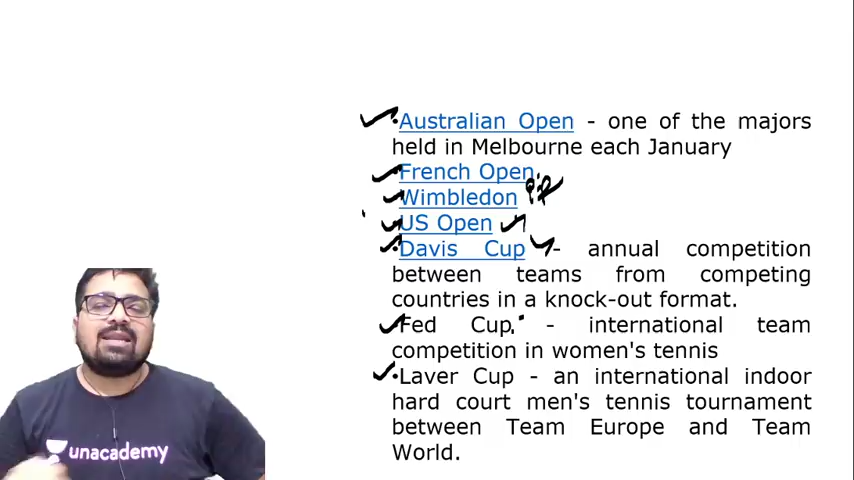 •Australian Open - one of the majors
held in Melbourne each January
•French Open
•Wimbledon
•US Open
•Davis Cup - annual competition
between teams from competing
countries in a knock-out format.
•Fed Cup. - international team
competition in women's tennis
•Laver Cup - an international indoor
hard court men's tennis tournament
between Team Europe and Team
World.
unacademy